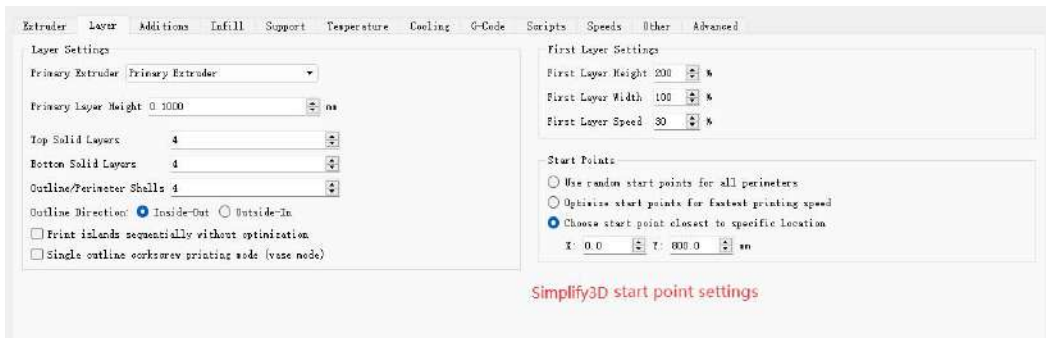 Extruder Layer Additions Infill Support Temperature Cooling G-Code Scripts Speeds Other Advanced
Layer Settings
Primary Extruder Primary Extruder
Primary Layer Height 0.1000 mm
Top Solid Layers 4
Bottom Solid Layers 4
Outline/Perimeter Shells 4
Outline Direction: Inside-Out Outside-In
Print islands sequentially without optimization
Single outline corkscrew printing mode (vase mode)
First Layer Settings
First Layer Height 200 %
First Layer Width 100 %
First Layer Speed 30 %
Start Points
Use random start points for all perimeters
Optimize start points for fastest printing speed
Choose start point closest to specific location
X: 0.0 Y: 800.0 mm
Simplify3D start point settings